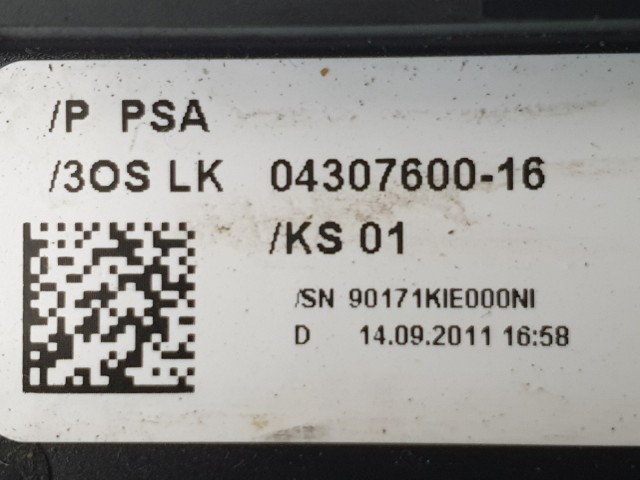 /P PSA
/3OS LK 04307600-16
/KS 01
/SN 90171KIE000NI
D 14.09.2011 16:58